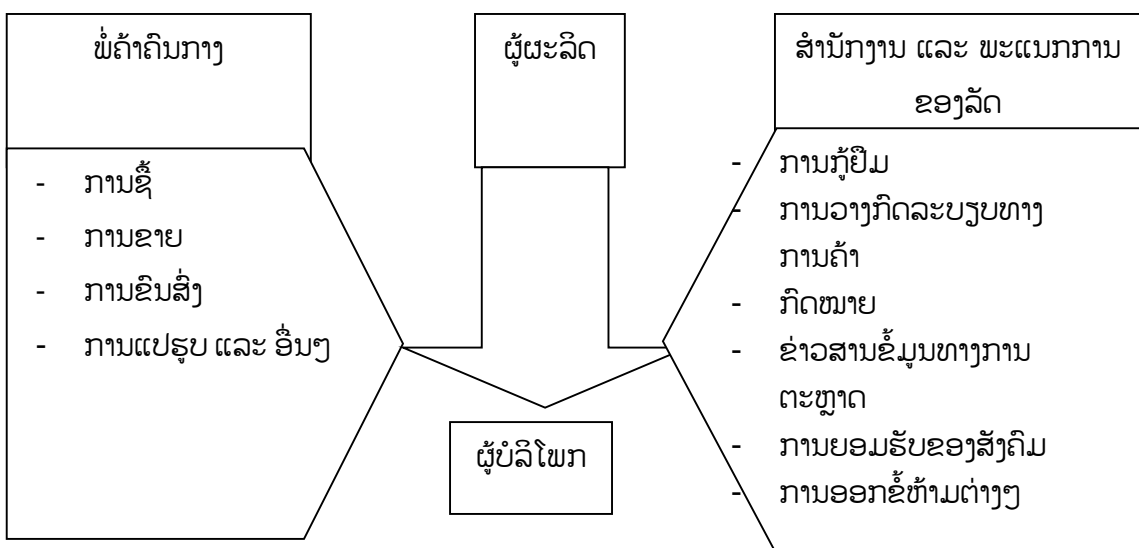 ພໍ່ຄ້າຄົນກາງ
- ການຊື້
- ການຂາຍ
- ການຂົນສົ່ງ
- ການແປຮູບ ແລະ ອື່ນໆ
ຜູ້ຜະລິດ
ຜູ້ບໍລິໂພກ
ສຳນັກງານ ແລະ ພະແນກການ
ຂອງລັດ
- ການກູ້ຢືມ
- ການວາງກົດລະບຽບທາງ
ການຄ້າ
- ກົດໝາຍ
- ຂ່າວສານຂໍ້ມູນທາງການ
ຕະຫຼາດ
- ການຍອມຮັບຂອງສັງຄົມ
- ການອອກຂໍ້ຫ້າມຕ່າງໆ